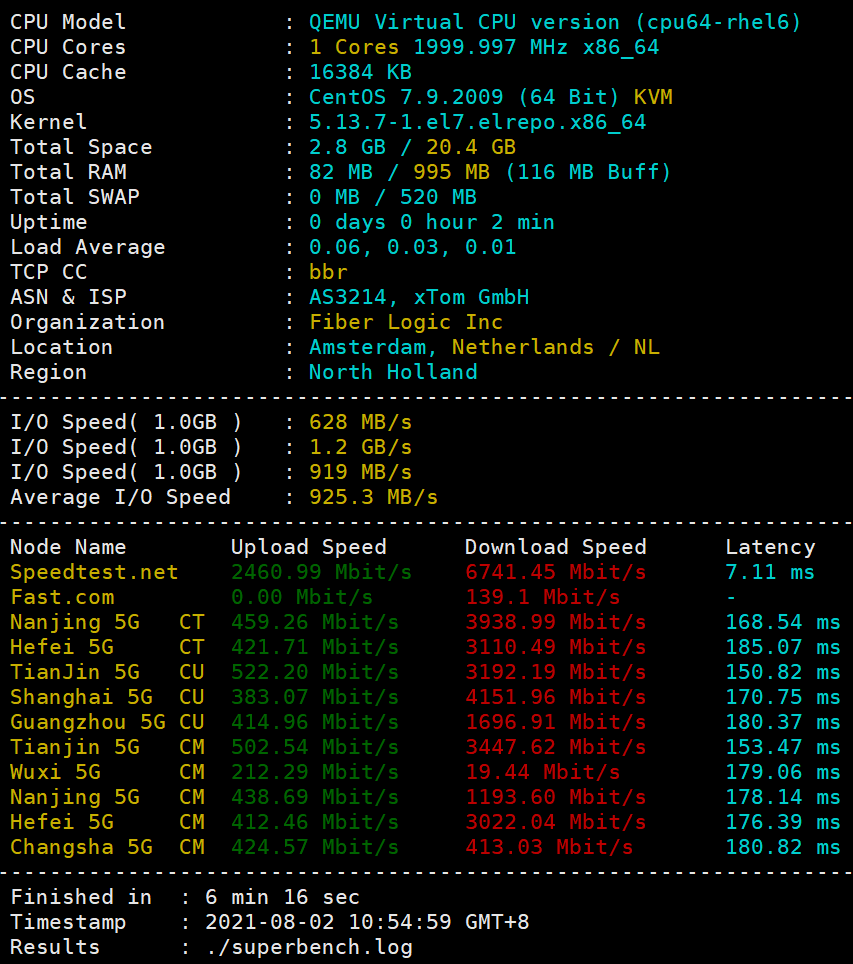 CPU Model : QEMU Virtual CPU version (cpu64-rhel6)
CPU Cores : 1 Cores 1999.997 MHz x86_64
CPU Cache : 16384 KB
OS : CentOS 7.9.2009 (64 Bit) KVM
Kernel : 5.13.7-1.el7.elrepo.x86_64
Total Space : 2.8 GB / 20.4 GB
Total RAM : 82 MB / 995 MB (116 MB Buff)
Total SWAP : 0 MB / 520 MB
Uptime : 0 days 0 hour 2 min
Load Average : 0.06, 0.03, 0.01
TCP CC : bbr
ASN & ISP : AS3214, xTom GmbH
Organization : Fiber Logic Inc
Location : Amsterdam, Netherlands / NL
Region : North Holland
----------------------------------------------------------------------
I/O Speed( 1.0GB ) : 628 MB/s
I/O Speed( 1.0GB ) : 1.2 GB/s
I/O Speed( 1.0GB ) : 919 MB/s
Average I/O Speed : 925.3 MB/s
----------------------------------------------------------------------
Node Name Upload Speed Download Speed Latency
Speedtest.net 2460.99 Mbit/s 6741.45 Mbit/s 7.11 ms
Fast.com 0.00 Mbit/s 139.1 Mbit/s -
Nanjing 5G CT 459.26 Mbit/s 3938.99 Mbit/s 168.54 ms
Hefei 5G CT 421.71 Mbit/s 3110.49 Mbit/s 185.07 ms
TianJin 5G CU 522.20 Mbit/s 3192.19 Mbit/s 150.82 ms
Shanghai 5G CU 383.07 Mbit/s 4151.96 Mbit/s 170.75 ms
Guangzhou 5G CU 414.96 Mbit/s 1696.91 Mbit/s 180.37 ms
Tianjin 5G CM 502.54 Mbit/s 3447.62 Mbit/s 153.47 ms
Wuxi 5G CM 212.29 Mbit/s 19.44 Mbit/s 179.06 ms
Nanjing 5G CM 438.69 Mbit/s 1193.60 Mbit/s 178.14 ms
Hefei 5G CM 412.46 Mbit/s 3022.04 Mbit/s 176.39 ms
Changsha 5G CM 424.57 Mbit/s 413.03 Mbit/s 180.82 ms
----------------------------------------------------------------------
Finished in : 6 min 16 sec
Timestamp : 2021-08-02 10:54:59 GMT+8
Results : ./superbench.log